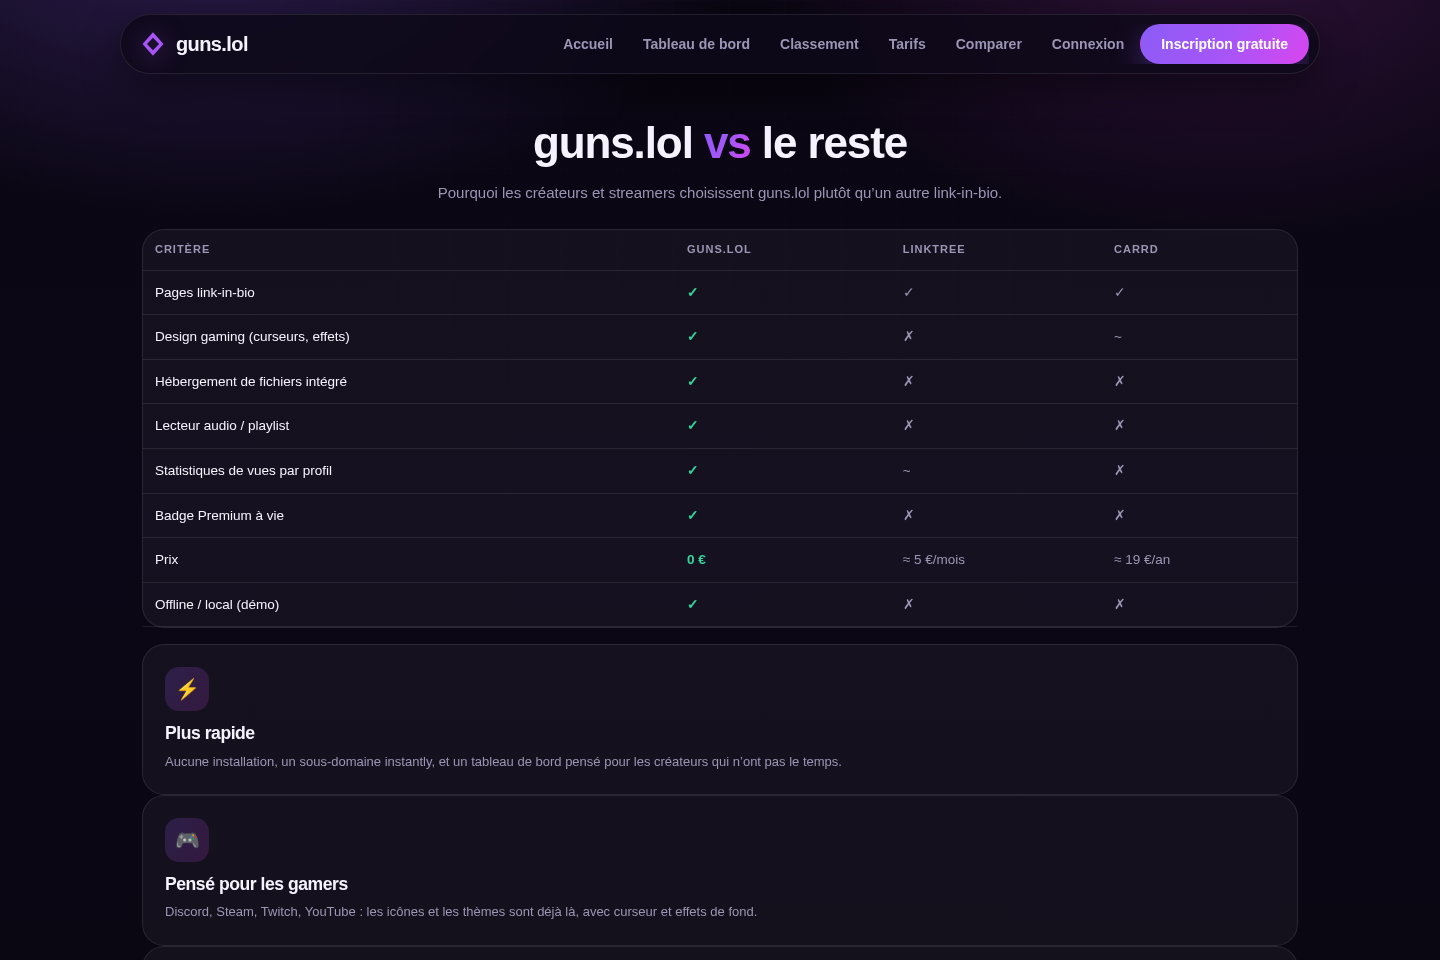 guns.lol Accueil Tableau de bord Classement Tarifs Comparer Connexion Inscription gratuite
guns.lol vs le reste
Pourquoi les créateurs et streamers choisissent guns.lol plutôt qu’un autre link-in-bio.
CRITÈRE GUNS.LOL LINKTREE CARRD
Pages link-in-bio ✓ ✓ ✓
Design gaming (curseurs, effets) ✓ ✗ ~
Hébergement de fichiers intégré ✓ ✗ ✗
Lecteur audio / playlist ✓ ✗ ✗
Statistiques de vues par profil ✓ ~ ✗
Badge Premium à vie ✓ ✗ ✗
Prix 0 € ≈ 5 €/mois ≈ 19 €/an
Offline / local (démo) ✓ ✗ ✗
Plus rapide
Aucune installation, un sous-domaine instantly, et un tableau de bord pensé pour les créateurs qui n’ont pas le temps.
Pensé pour les gamers
Discord, Steam, Twitch, YouTube : les icônes et les thèmes sont déjà là, avec curseur et effets de fond.